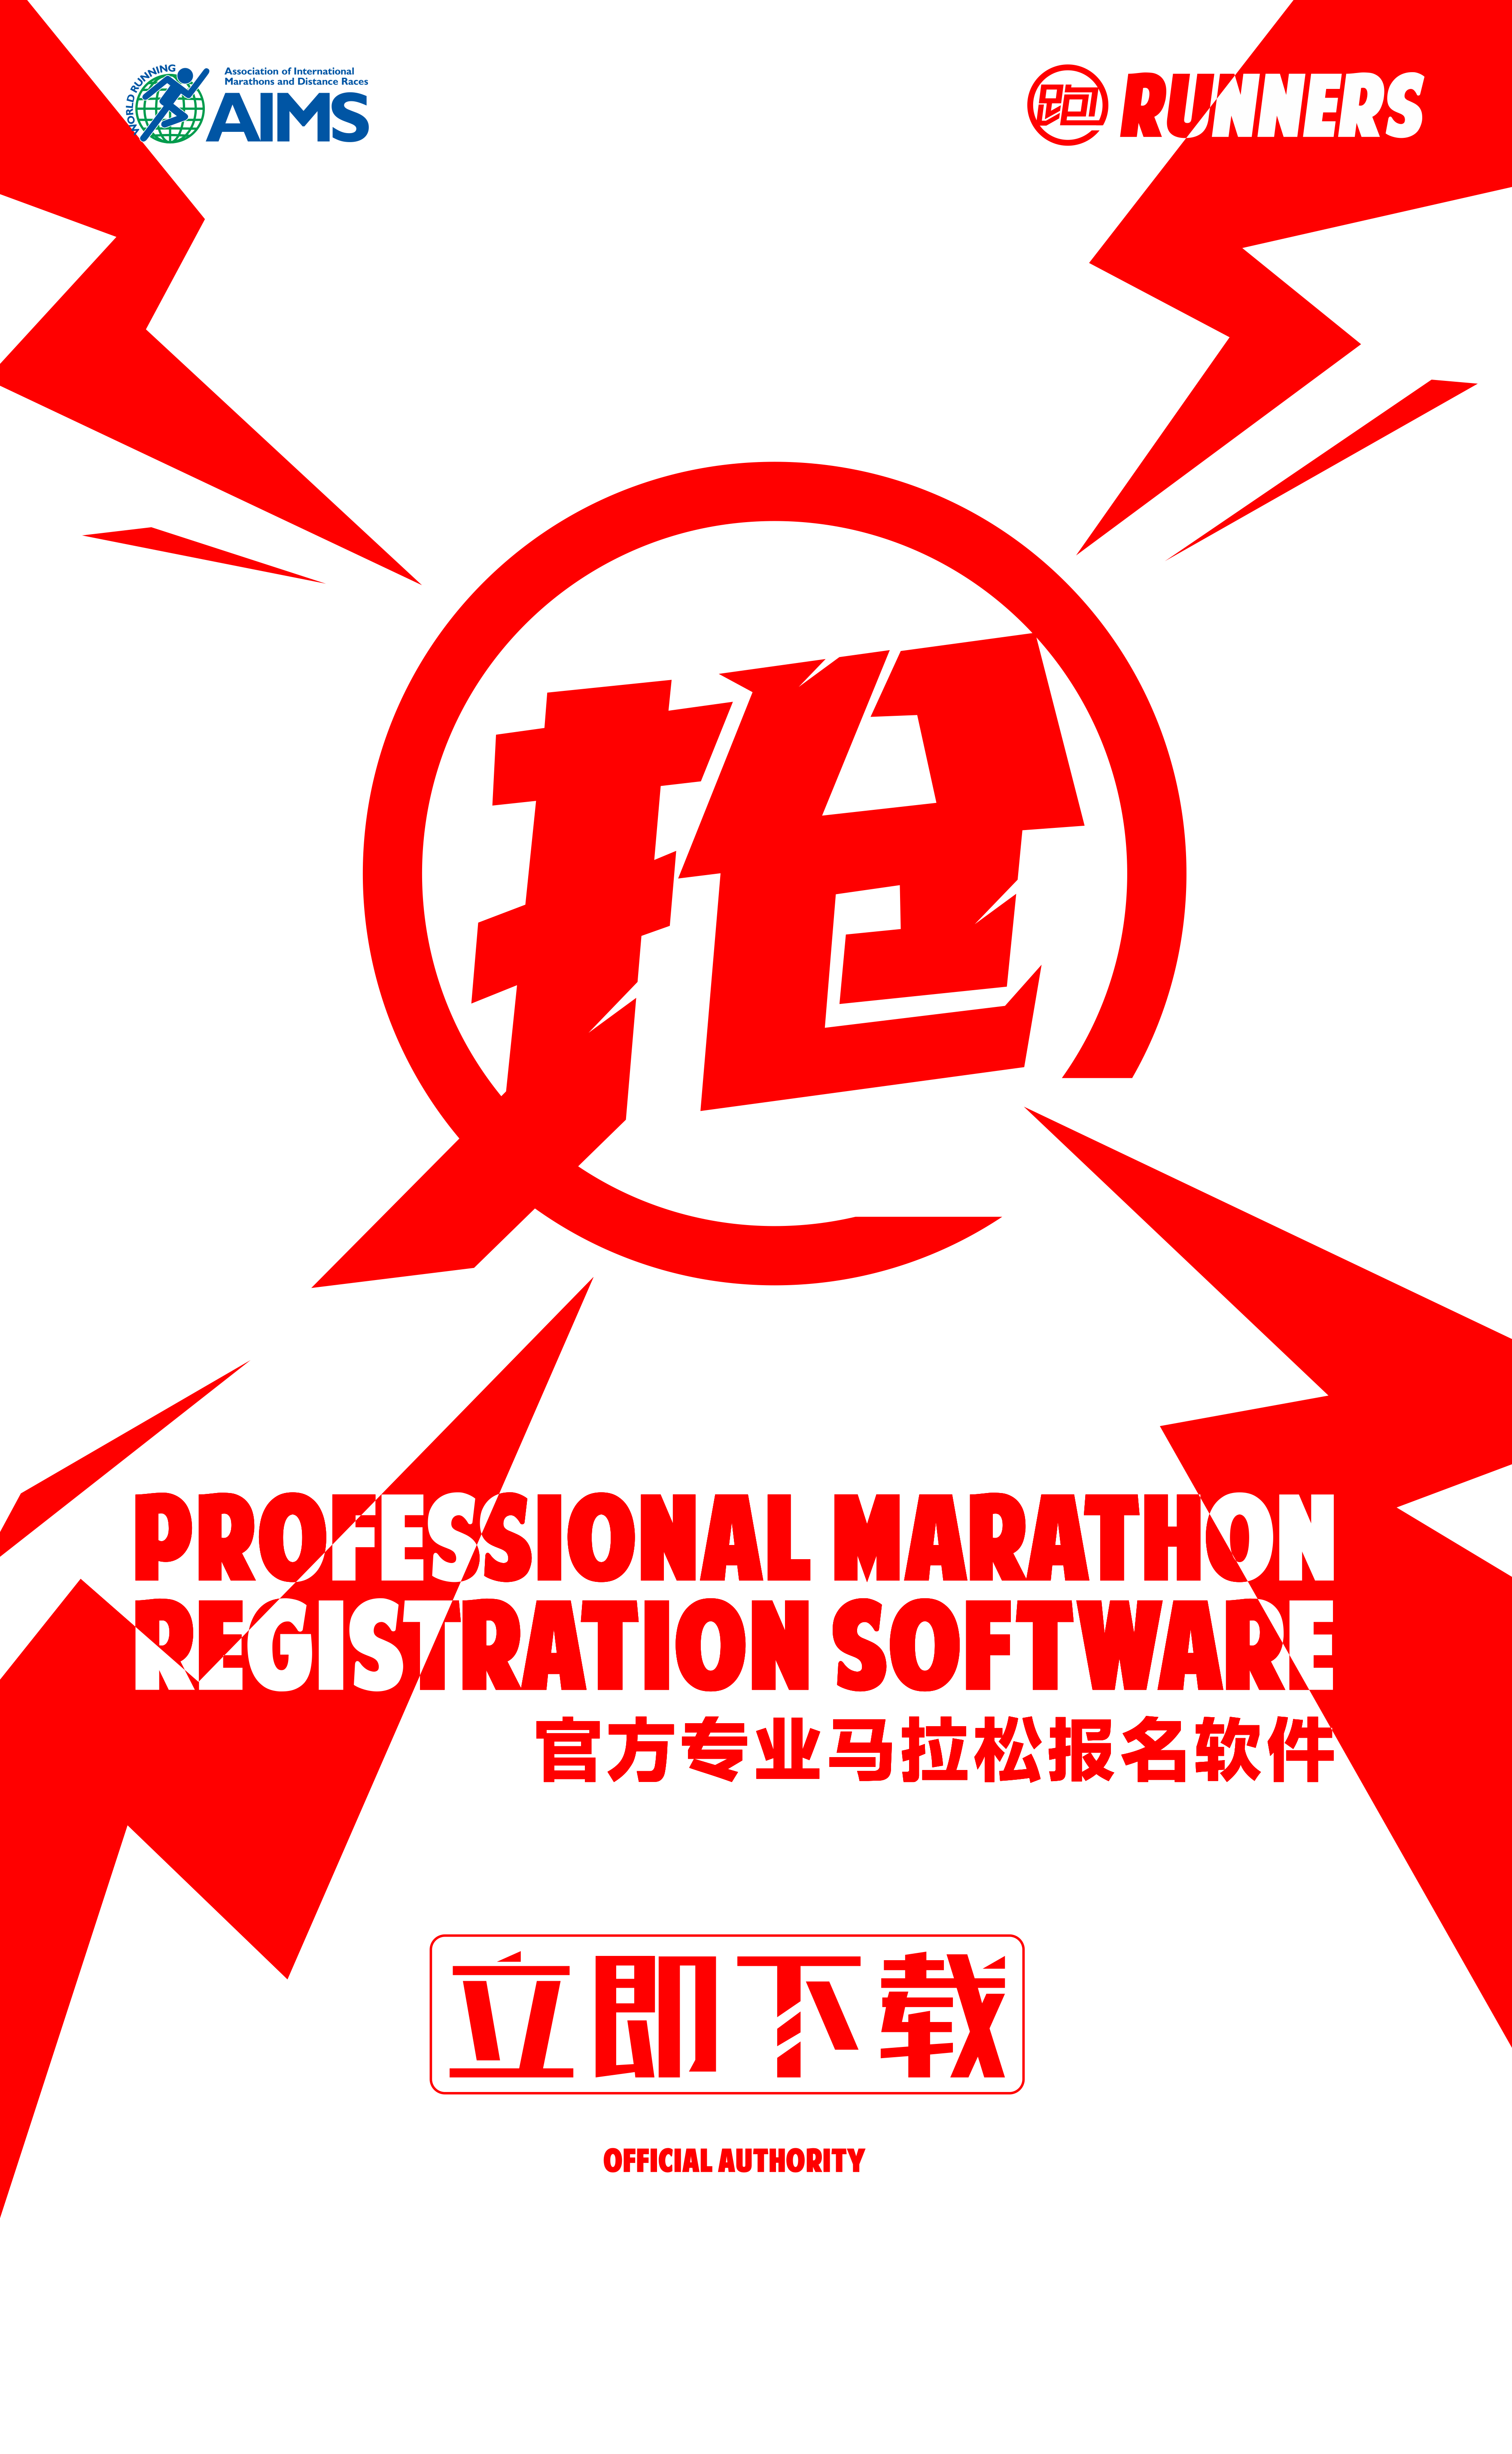 WORLD RUNNING
Association of International
Marathons and Distance Races
AIMS
跑 RUNNERS
抢
PROFESSIONAL MARATHON
REGISTRATION SOFTWARE
官方专业马拉松报名软件
立即下载
OFFICIAL AUTHORITY